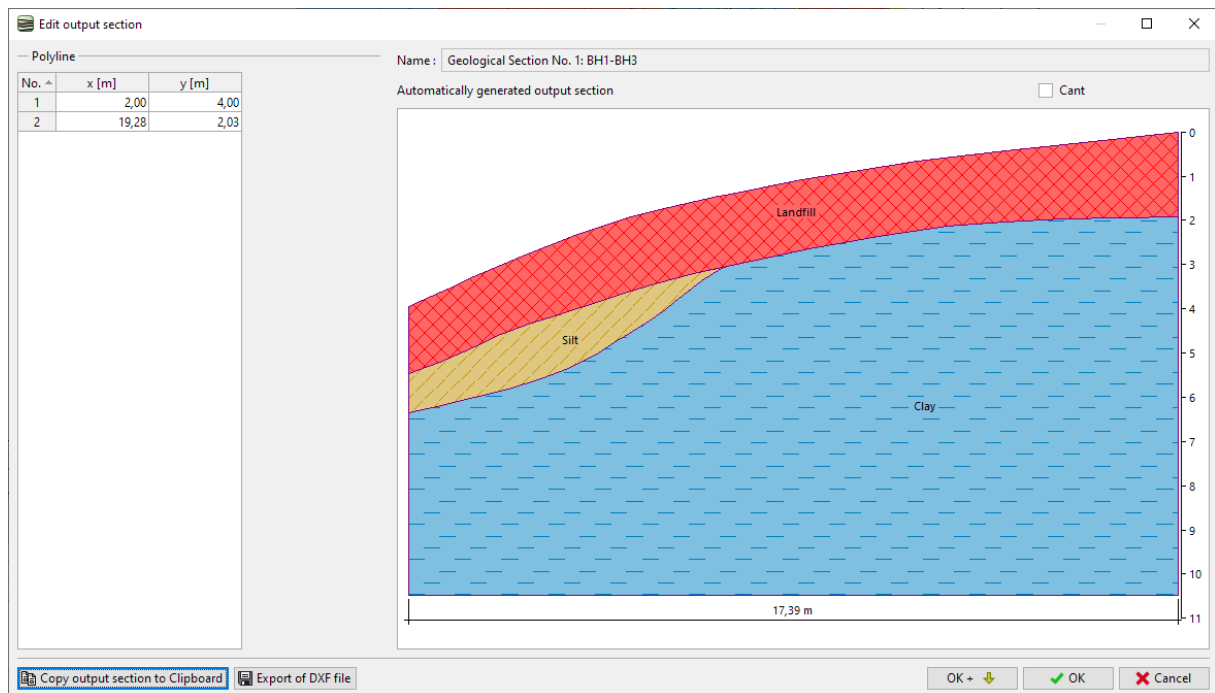 Edit output section
Polyline
No. x [m] y [m]
1 2,00 4,00
2 19,28 2,03
Name : Geological Section No. 1: BH1-BH3
Automatically generated output section
Cant
Landfill
Silt
Clay
0
1
2
3
4
5
6
7
8
9
10
11
17,39 m
Copy output section to Clipboard
Export of DXF file
OK +
OK
Cancel